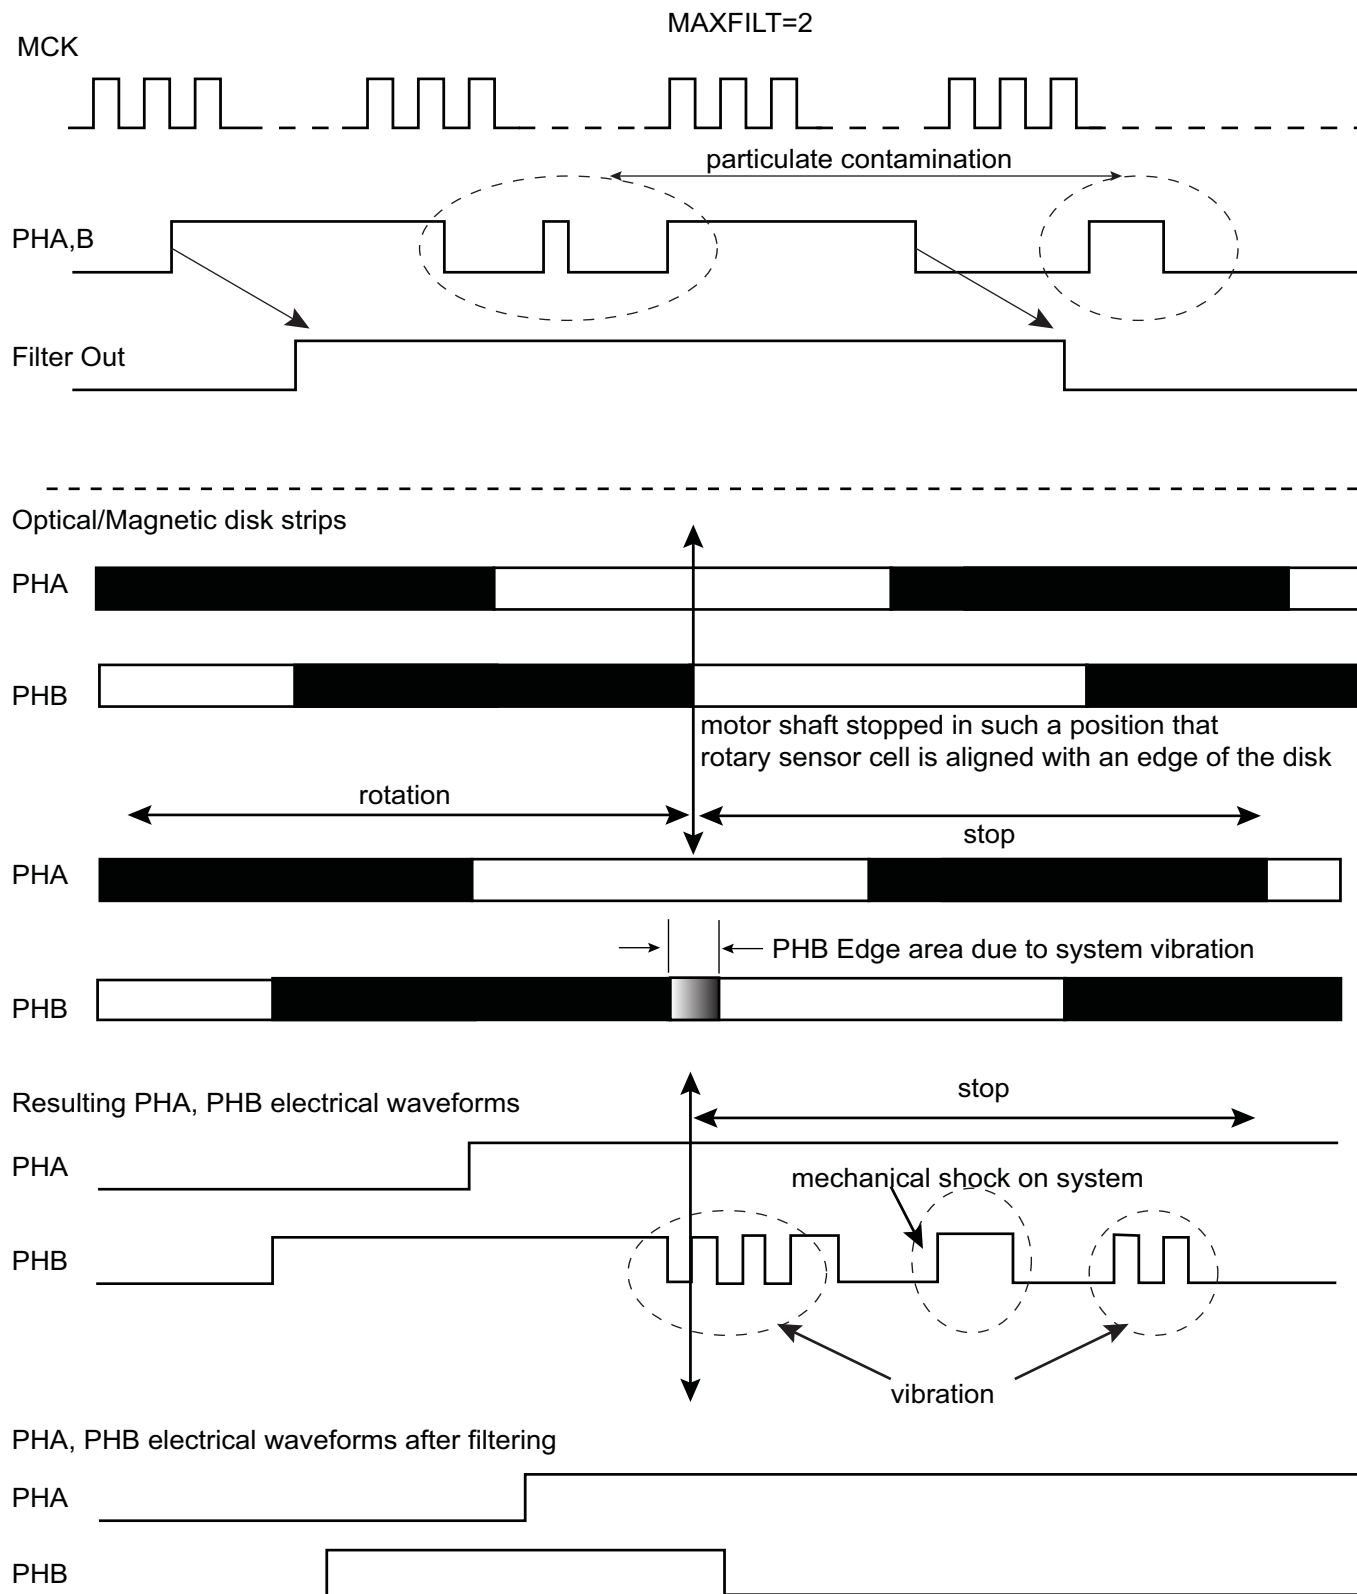 MAXFILT=2
MCK
particulate contamination
PHA,B
Filter Out
Optical/Magnetic disk strips
PHA
PHB
motor shaft stopped in such a position that
rotary sensor cell is aligned with an edge of the disk
rotation
stop
PHA
PHB Edge area due to system vibration
PHB
stop
Resulting PHA, PHB electrical waveforms
PHA
mechanical shock on system
PHB
vibration
PHA, PHB electrical waveforms after filtering
PHA
PHB